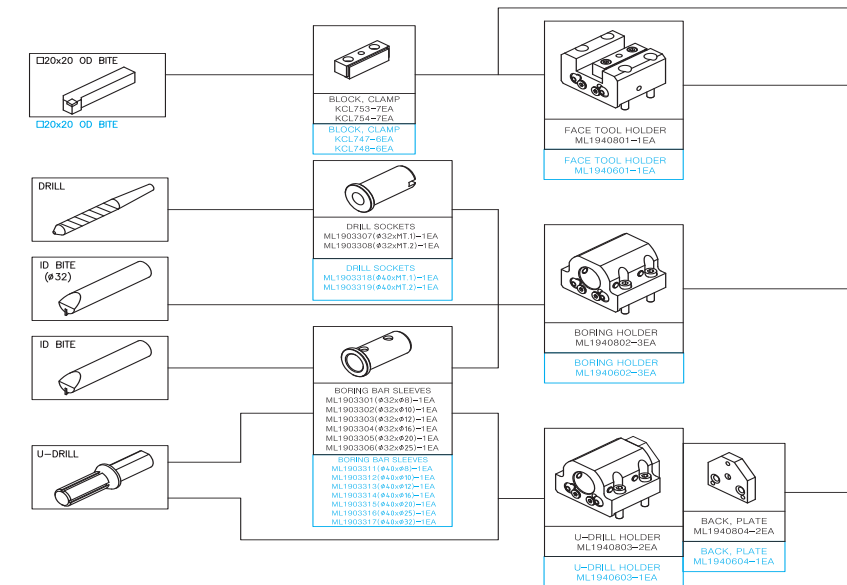 □20x20 OD BITE
□20x20 OD BITE
BLOCK, CLAMP
KCL753-7EA
KCL754-7EA
BLOCK, CLAMP
KCL747-6EA
KCL748-6EA
FACE TOOL HOLDER
ML1940801-1EA
FACE TOOL HOLDER
ML1940601-1EA
DRILL
DRILL SOCKETS
ML1903307(ø32xMT.1)-1EA
ML1903308(ø32xMT.2)-1EA
DRILL SOCKETS
ML1903318(ø40xMT.1)-1EA
ML1903319(ø40xMT.2)-1EA
ID BITE
(ø32)
BORING HOLDER
ML1940802-3EA
BORING HOLDER
ML1940602-3EA
ID BITE
BORING BAR SLEEVES
ML1903301(ø32xø8)-1EA
ML1903302(ø32xø10)-1EA
ML1903303(ø32xø12)-1EA
ML1903304(ø32xø16)-1EA
ML1903305(ø32xø20)-1EA
ML1903306(ø32xø25)-1EA
BORING BAR SLEEVES
ML1903311(ø40xø8)-1EA
ML1903312(ø40xø10)-1EA
ML1903313(ø40xø12)-1EA
ML1903314(ø40xø16)-1EA
ML1903315(ø40xø20)-1EA
ML1903316(ø40xø25)-1EA
ML1903317(ø40xø32)-1EA
U-DRILL
U-DRILL HOLDER
ML1940803-2EA
U-DRILL HOLDER
ML1940603-1EA
BACK, PLATE
ML1940804-2EA
BACK, PLATE
ML1940604-1EA